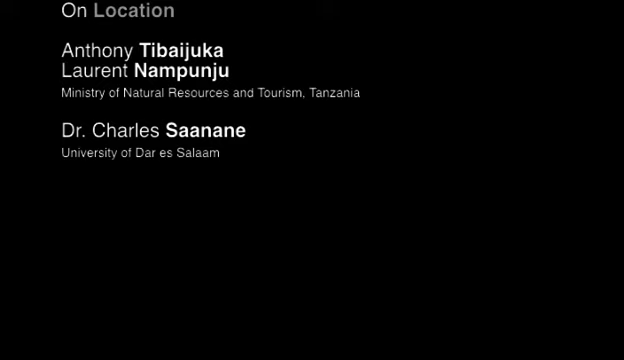 On Location
Anthony Tibaijuka
Laurent Nampunju
Ministry of Natural Resources and Tourism, Tanzania
Dr. Charles Saanane
University of Dar es Salaam